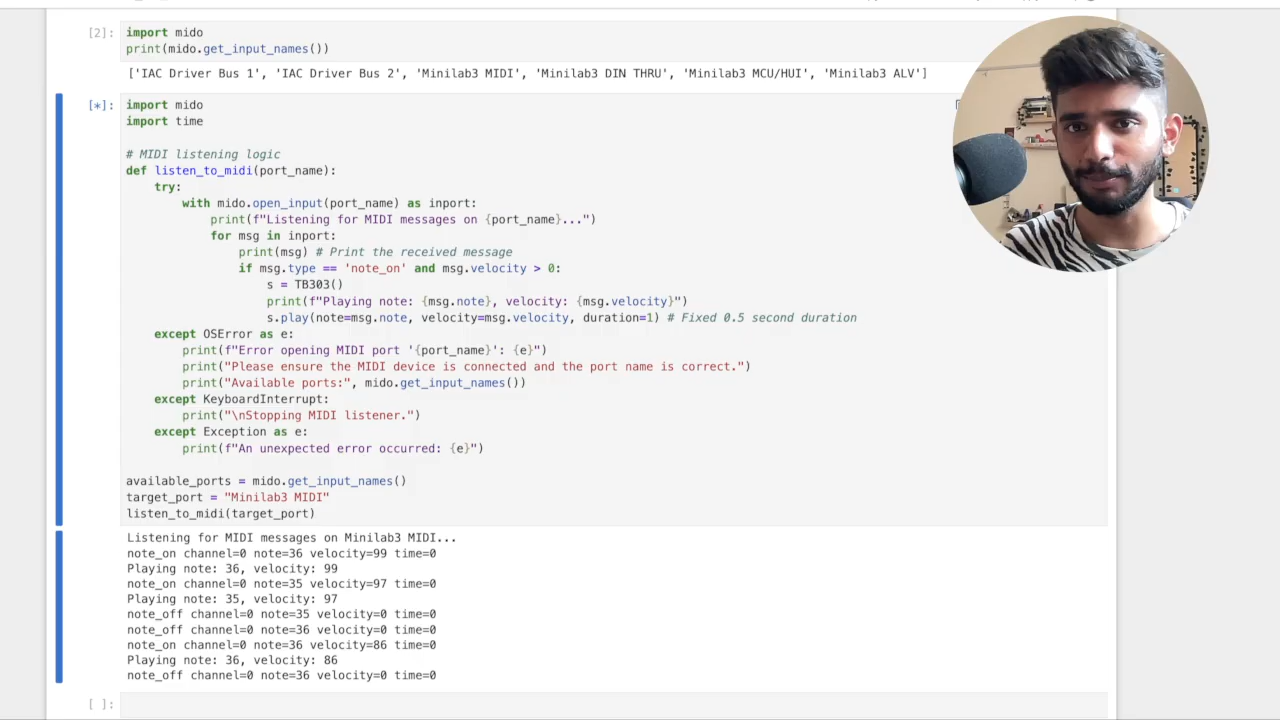 [2]: import mido
print(mido.get_input_names())
['IAC Driver Bus 1', 'IAC Driver Bus 2', 'Minilab3 MIDI', 'Minilab3 DIN THRU', 'Minilab3 MCU/HUI', 'Minilab3 ALV']
[*]: import mido
import time
# MIDI listening logic
def listen_to_midi(port_name):
    try:
        with mido.open_input(port_name) as inport:
            print(f"Listening for MIDI messages on {port_name}...")
            for msg in inport:
                print(msg) # Print the received message
                if msg.type == 'note_on' and msg.velocity > 0:
                    s = TB303()
                    print(f"Playing note: {msg.note}, velocity: {msg.velocity}")
                    s.play(note=msg.note, velocity=msg.velocity, duration=1) # Fixed 0.5 second duration
    except OSError as e:
        print(f"Error opening MIDI port '{port_name}': {e}")
        print("Please ensure the MIDI device is connected and the port name is correct.")
        print("Available ports:", mido.get_input_names())
    except KeyboardInterrupt:
        print("\nStopping MIDI listener.")
    except Exception as e:
        print(f"An unexpected error occurred: {e}")
available_ports = mido.get_input_names()
target_port = "Minilab3 MIDI"
listen_to_midi(target_port)
Listening for MIDI messages on Minilab3 MIDI...
note_on channel=0 note=36 velocity=99 time=0
Playing note: 36, velocity: 99
note_on channel=0 note=35 velocity=97 time=0
Playing note: 35, velocity: 97
note_off channel=0 note=35 velocity=0 time=0
note_off channel=0 note=36 velocity=0 time=0
note_on channel=0 note=36 velocity=86 time=0
Playing note: 36, velocity: 86
note_off channel=0 note=36 velocity=0 time=0
[ ]: